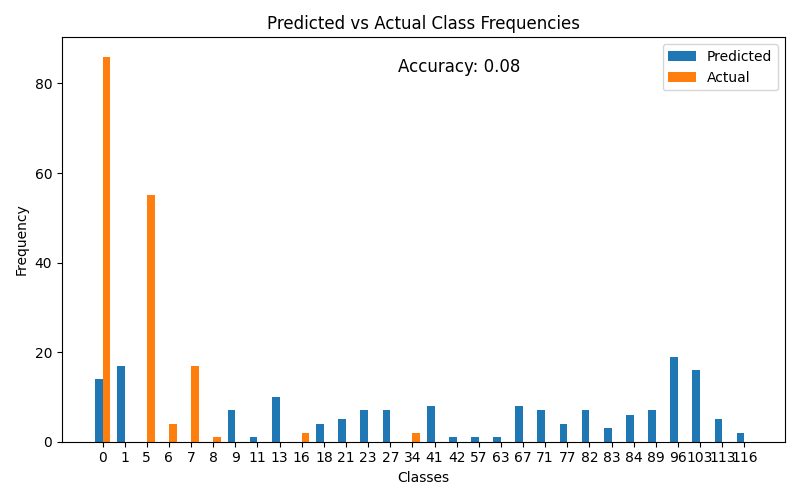 Predicted vs Actual Class Frequencies
Accuracy: 0.08
Predicted
Actual
Frequency
80
60
40
20
0
0 1 5 6 7 8 9 11 13 16 18 21 23 27 34 41 42 57 63 67 71 77 82 83 84 89 96 103 113 116
Classes